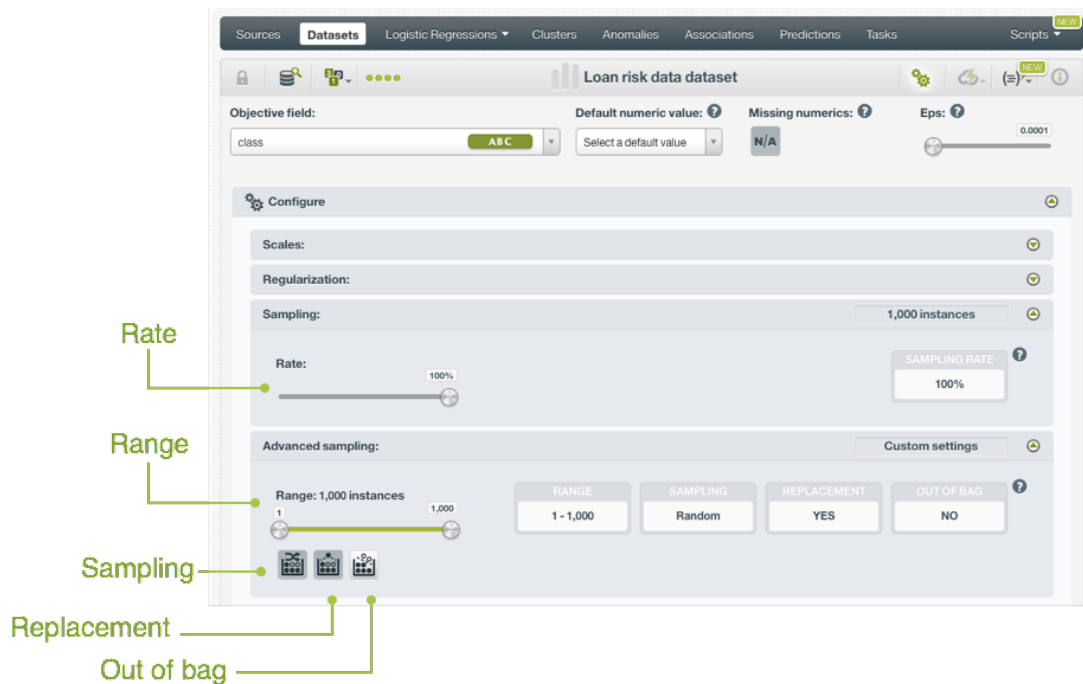 NEW
Sources Datasets Logistic Regressions Clusters Anomalies Associations Predictions Tasks Scripts
Loan risk data dataset NEW
Objective field: Default numeric value: ? Missing numerics: ? Eps: ?
class ABC Select a default value N/A 0.0001
Configure
Scales:
Regularization:
Sampling: 1,000 instances
Rate
Rate: 100% SAMPLING RATE ?
100%
Range
Advanced sampling: Custom settings
Range: 1,000 instances RANGE SAMPLING REPLACEMENT OUT OF BAG ?
1 1,000 1 - 1,000 Random YES NO
Sampling
Replacement
Out of bag